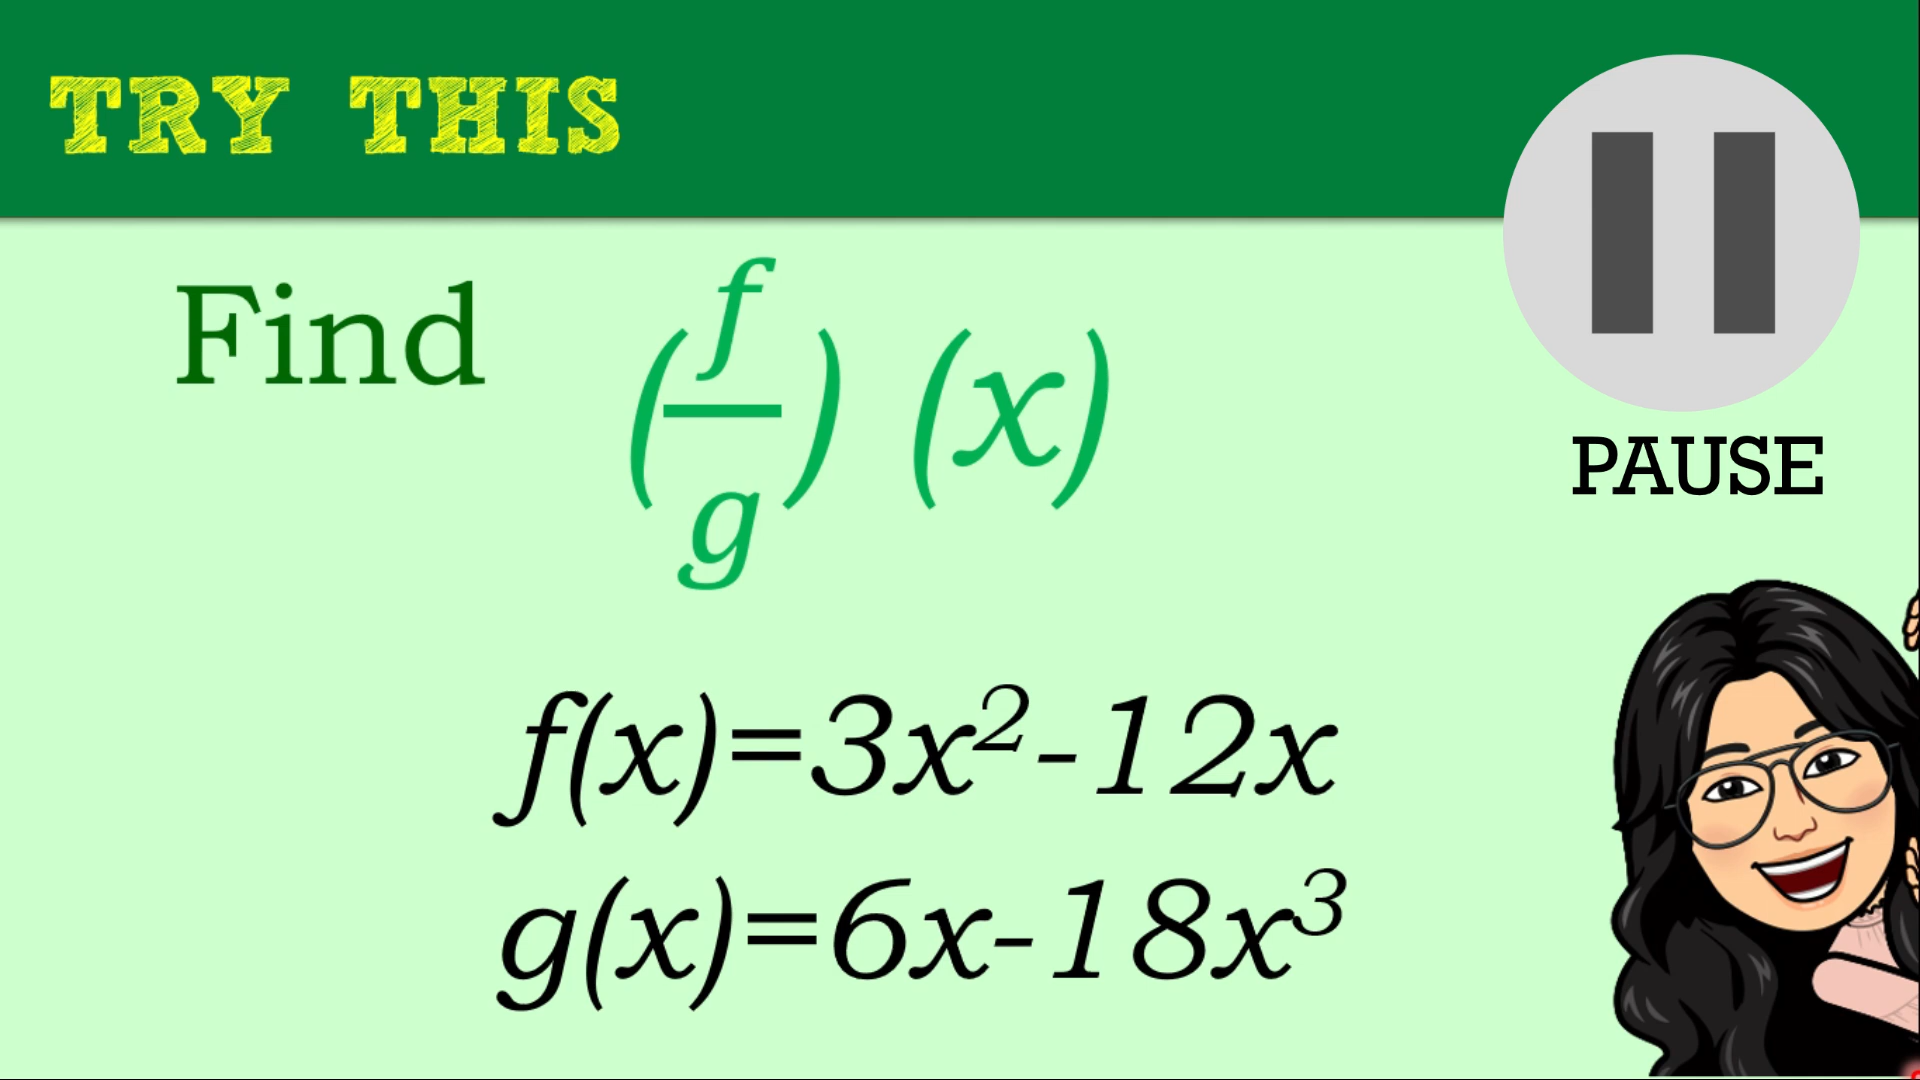 TRY THIS
Find (f/g) (x)
PAUSE
f(x)=3x²-12x
g(x)=6x-18x³